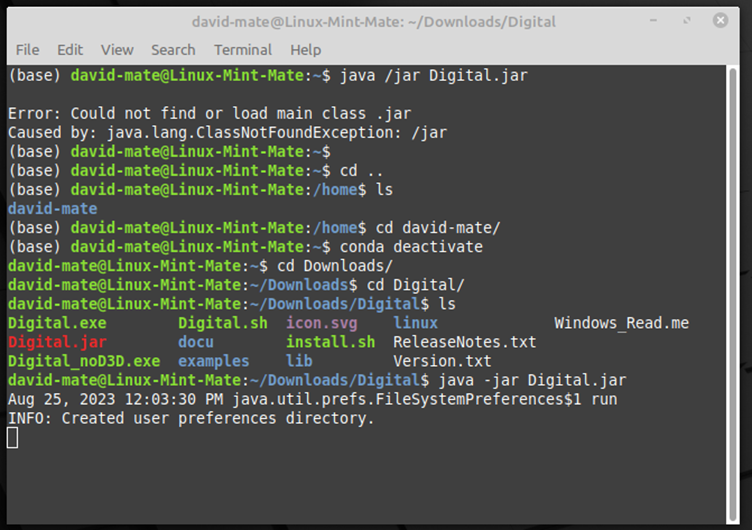 david-mate@Linux-Mint-Mate: ~/Downloads/Digital
File Edit View Search Terminal Help
(base) david-mate@Linux-Mint-Mate:~$ java /jar Digital.jar
Error: Could not find or load main class .jar
Caused by: java.lang.ClassNotFoundException: /jar
(base) david-mate@Linux-Mint-Mate:~$
(base) david-mate@Linux-Mint-Mate:~$ cd ..
(base) david-mate@Linux-Mint-Mate:/home$ ls
david-mate
(base) david-mate@Linux-Mint-Mate:/home$ cd david-mate/
(base) david-mate@Linux-Mint-Mate:~$ conda deactivate
david-mate@Linux-Mint-Mate:~$ cd Downloads/
david-mate@Linux-Mint-Mate:~/Downloads$ cd Digital/
david-mate@Linux-Mint-Mate:~/Downloads/Digital$ ls
Digital.exe Digital.sh icon.svg linux Windows_Read.me
Digital.jar docu install.sh ReleaseNotes.txt
Digital_noD3D.exe examples lib Version.txt
david-mate@Linux-Mint-Mate:~/Downloads/Digital$ java -jar Digital.jar
Aug 25, 2023 12:03:30 PM java.util.prefs.FileSystemPreferences$1 run
INFO: Created user preferences directory.